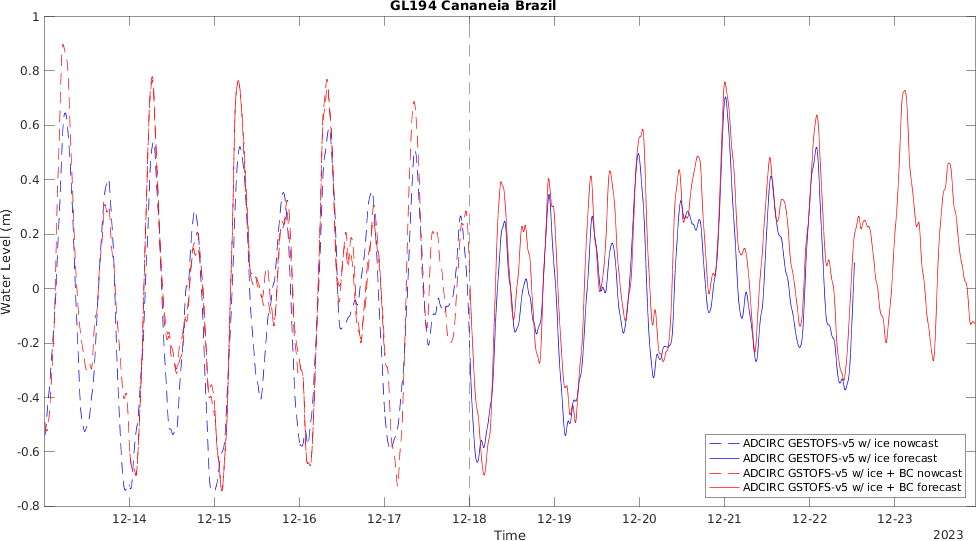 GL194 Cananeia Brazil
1
0.8
0.6
0.4
0.2
0
-0.2
-0.4
-0.6
-0.8
Water Level (m)
12-14 12-15 12-16 12-17 12-18 12-19 12-20 12-21 12-22 12-23
Time
2023
ADCIRC GESTOFS-v5 w/ ice nowcast
ADCIRC GESTOFS-v5 w/ ice forecast
ADCIRC GSTOFS-v5 w/ ice + BC nowcast
ADCIRC GSTOFS-v5 w/ ice + BC forecast